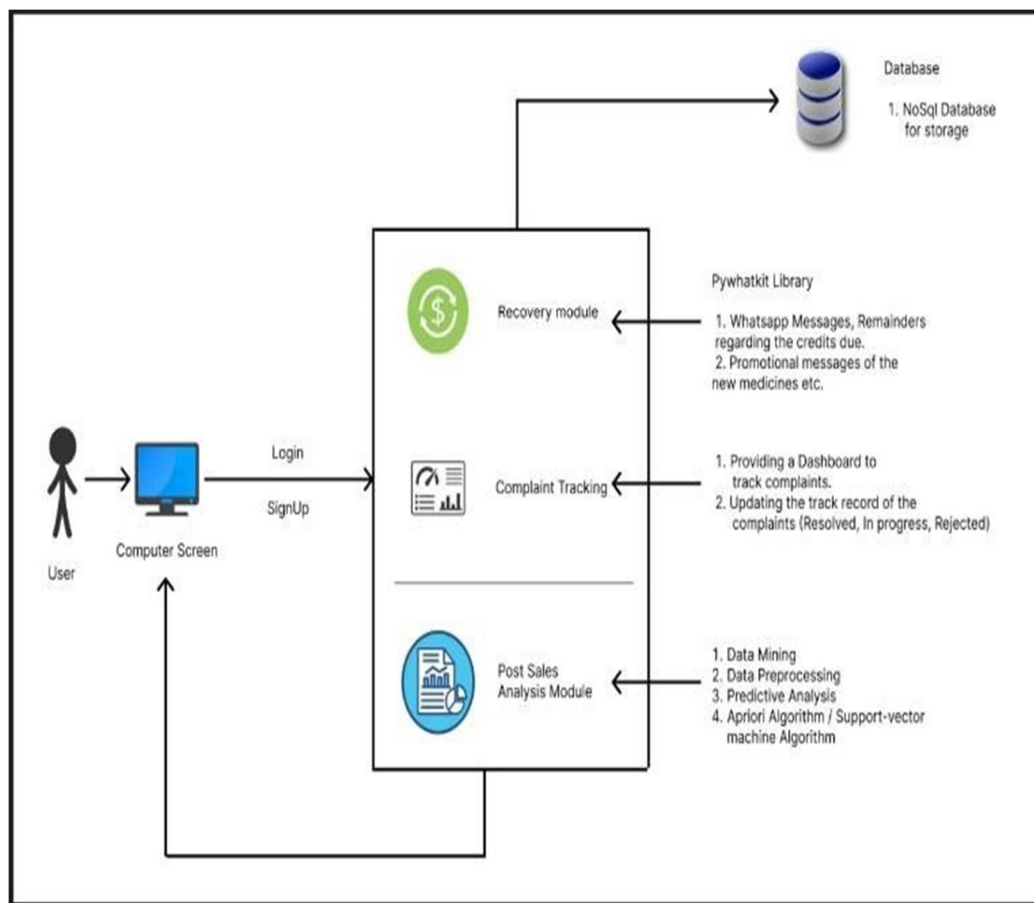 Database
1. NoSql Database
for storage
Recovery module
Pywhatkit Library
1. Whatsapp Messages, Remainders
regarding the credits due.
2. Promotional messages of the
new medicines etc.
Login
SignUp
User
Computer Screen
Complaint Tracking
1. Providing a Dashboard to
track complaints.
2. Updating the track record of the
complaints (Resolved, In progress, Rejected)
Post Sales
Analysis Module
1. Data Mining
2. Data Preprocessing
3. Predictive Analysis
4. Apriori Algorithm / Support-vector
machine Algorithm